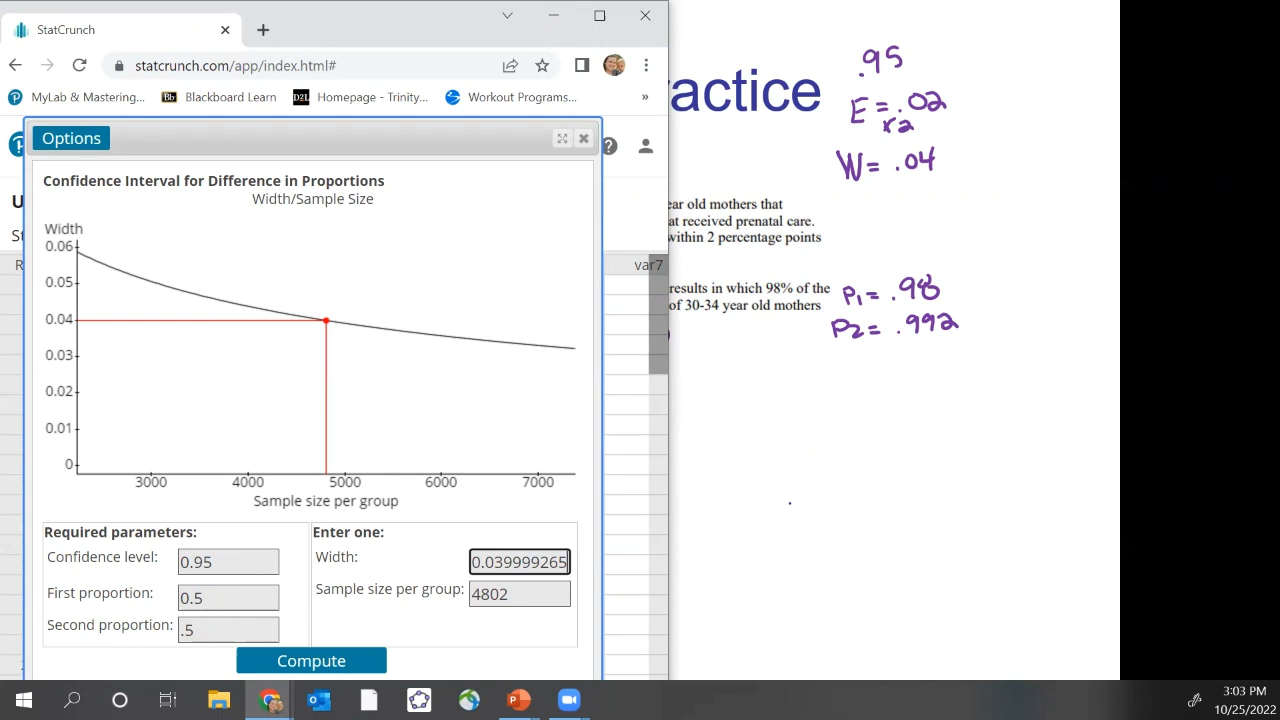 StatCrunch
statcrunch.com/app/index.html#
MyLab & Mastering...
Bb
Blackboard Learn
D2L
Homepage - Trinity...
Workout Programs...
»
Options
?
Confidence Interval for Difference in Proportions
Width/Sample Size
Width
0.06
0.05
0.04
0.03
0.02
0.01
0
3000 4000 5000 6000 7000
Sample size per group
Required parameters:
Confidence level: 0.95
First proportion: 0.5
Second proportion: .5
Enter one:
Width: 0.039999265
Sample size per group: 4802
Compute
U
St
R
var7
actice
ear old mothers that
at received prenatal care.
within 2 percentage points
results in which 98% of the
of 30-34 year old mothers
.95
E = .02
x2
W = .04
P1 = .98
P2 = .992
3:03 PM
10/25/2022